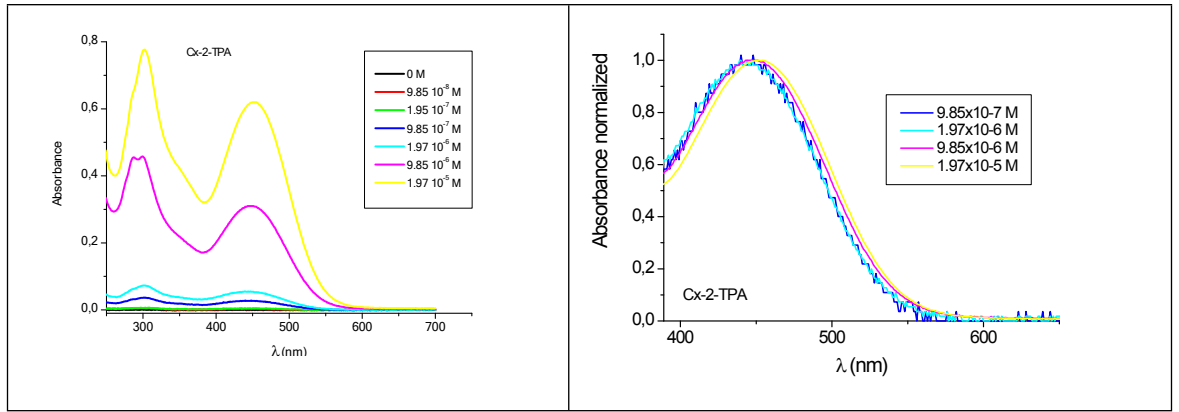 Cx-2-TPA
0,8
0,6
0,4
0,2
0,0
Absorbance
300
400
500
600
700
λ (nm)
0 M
9.85 10⁻⁸ M
1.95 10⁻⁷ M
9.85 10⁻⁷ M
1.97 10⁻⁶ M
9.85 10⁻⁶ M
1.97 10⁻⁵ M
1,0
0,8
0,6
0,4
0,2
0,0
Absorbance normalized
400
500
600
λ (nm)
9.85x10-7 M
1.97x10-6 M
9.85x10-6 M
1.97x10-5 M
Cx-2-TPA